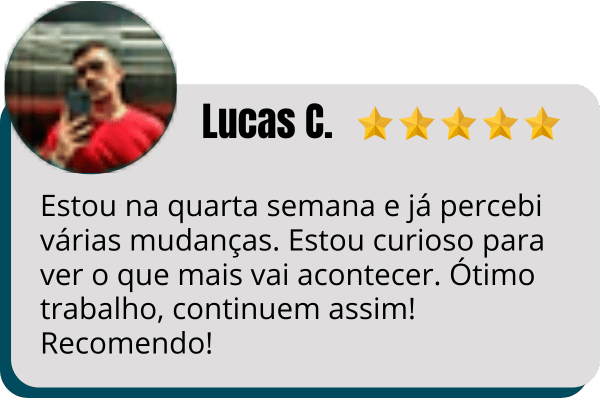 Lucas C.
Estou na quarta semana e já percebi
várias mudanças. Estou curioso para
ver o que mais vai acontecer. Ótimo
trabalho, continuem assim!
Recomendo!